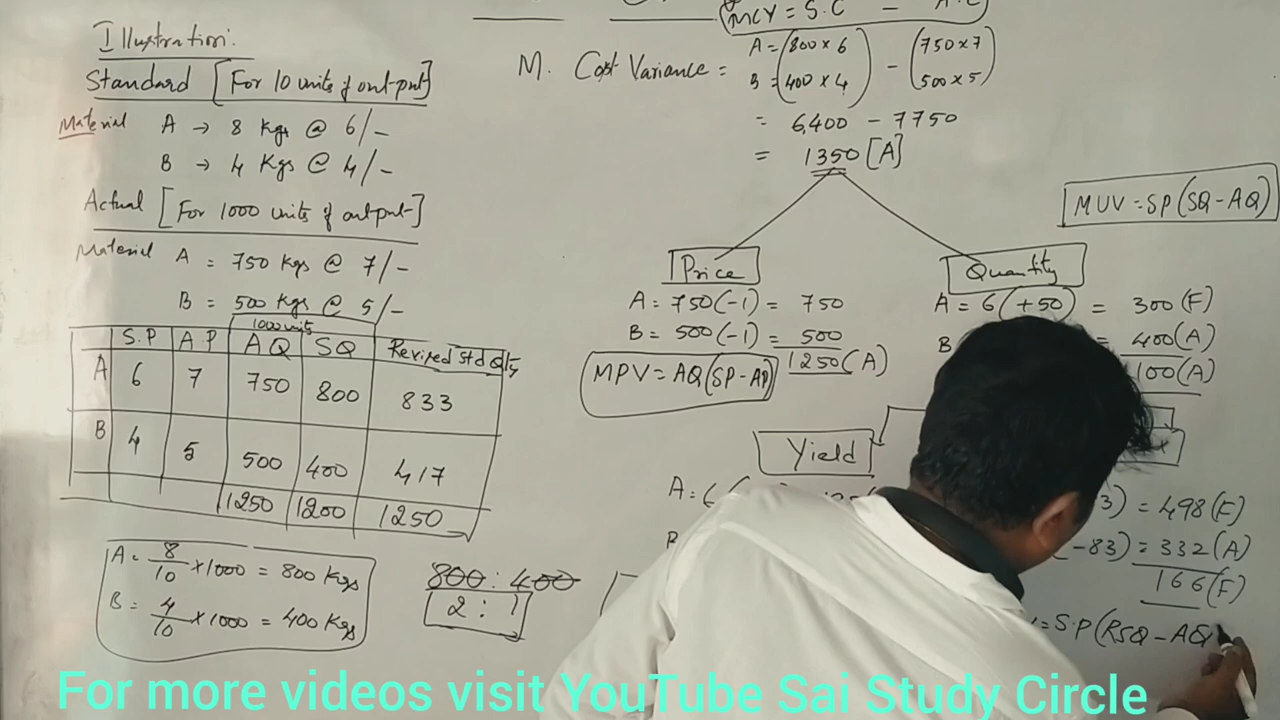 Illustration.
Standard [For 10 units of output]
Material A → 8 Kgs @ 6/-
B → 4 Kgs @ 4/-
Actual [For 1000 units of output]
Material A = 750 Kgs @ 7/-
B = 500 Kgs @ 5/-
1000 units
S.P A.P AQ SQ Revised Std Qty
A 6 7 750 800 833
B 4 5 500 400 417
1250 1200 1250
A = 8/10 × 1000 = 800 Kgs
B = 4/10 × 1000 = 400 Kgs
800 : 400
2 : 1
MCV = S.C - A.C
M. Cost Variance = A = (800 × 6) - (750 × 7)
B = (400 × 4) (500 × 5)
= 6400 - 7750
= 1350 [A]
MUV = SP (SQ - AQ)
Price
A = 750 (-1) = 750
B = 500 (-1) = 500
1250 (A)
MPV = AQ (SP - AP)
Quantity
A = 6 (+50) = 300 (F)
B = 400 (A)
100 (A)
Yield
A = 6
B
83) = 498 (F)
(-83) = 332 (A)
166 (F)
= S.P (RSQ - AQ
For more videos visit YouTube Sai Study Circle